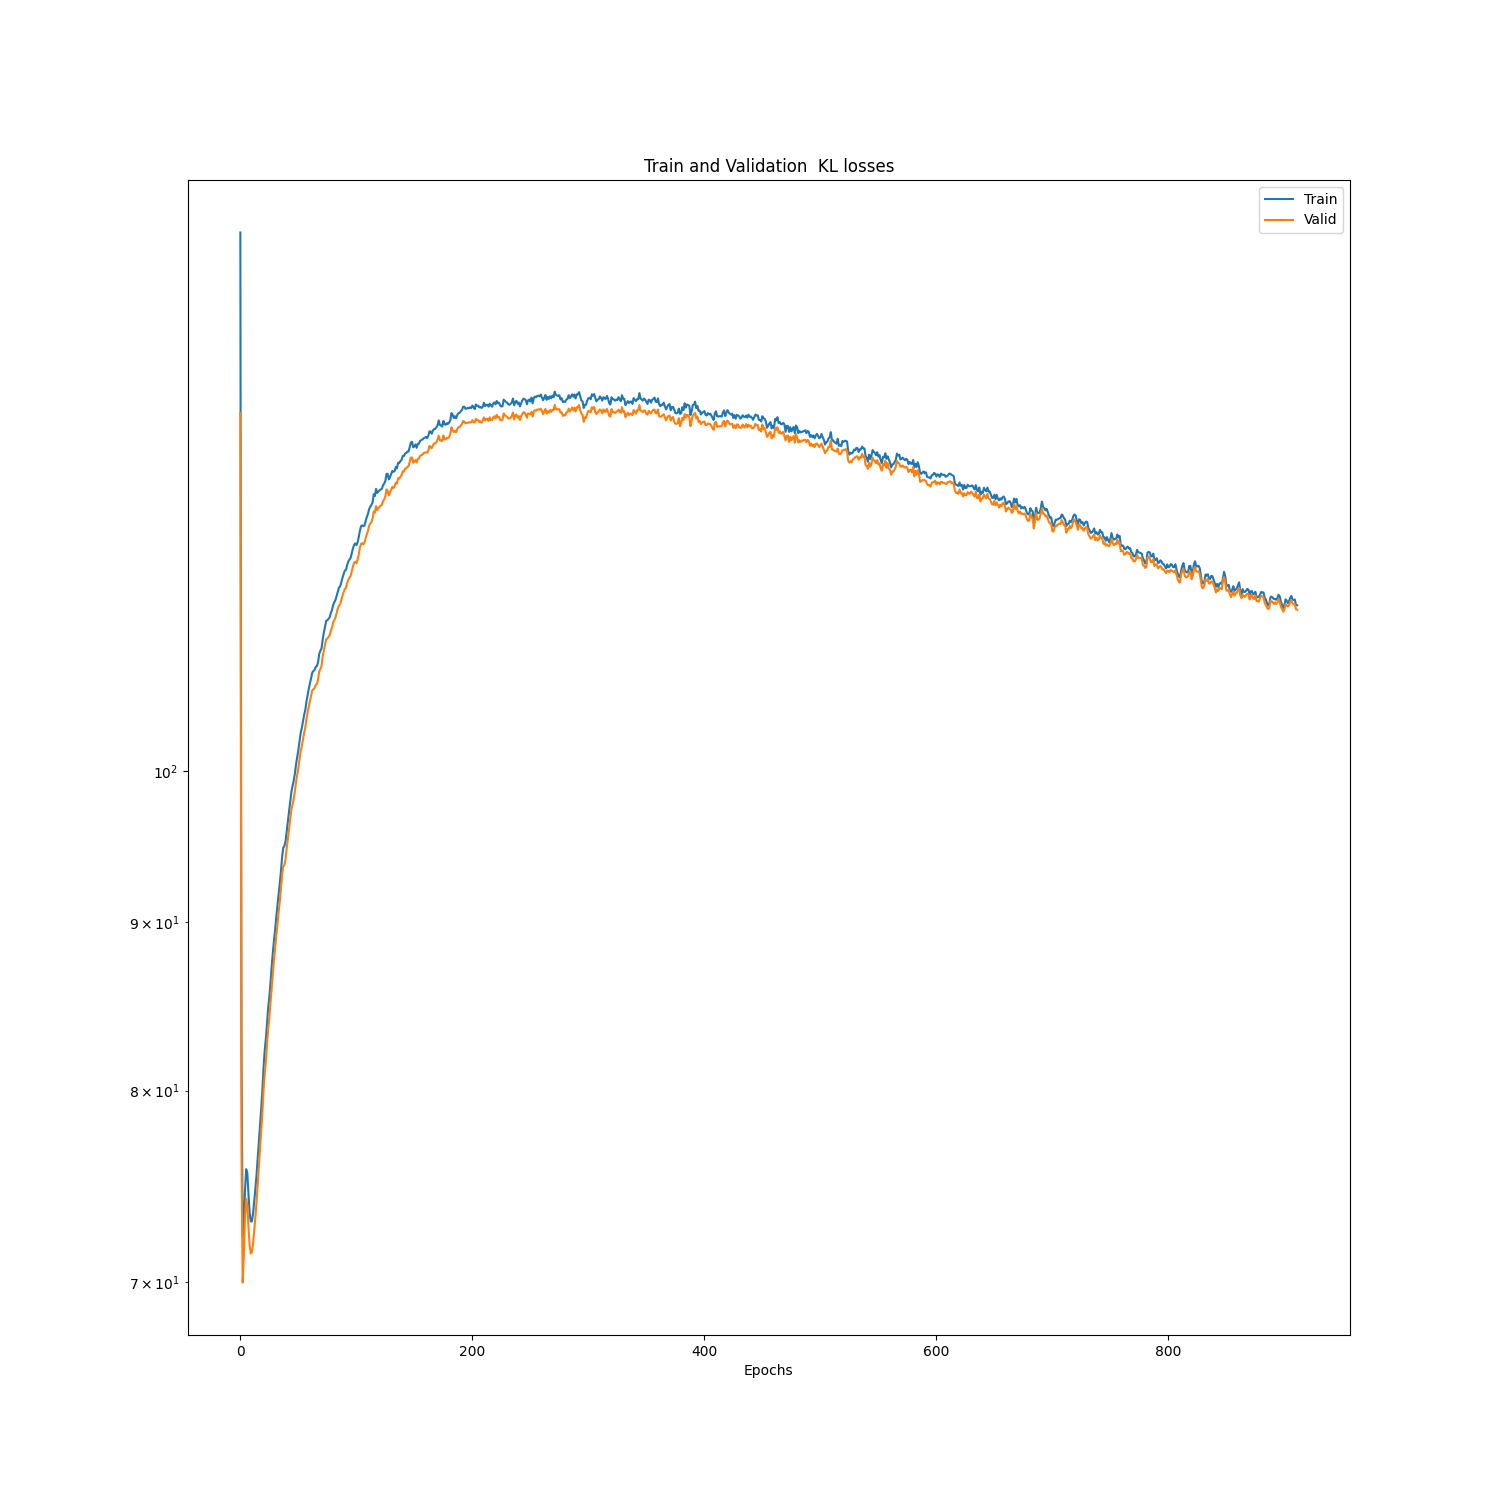 Train and Validation  KL losses
Train
Valid
10²
9 × 10¹
8 × 10¹
7 × 10¹
0 200 400 600 800
Epochs